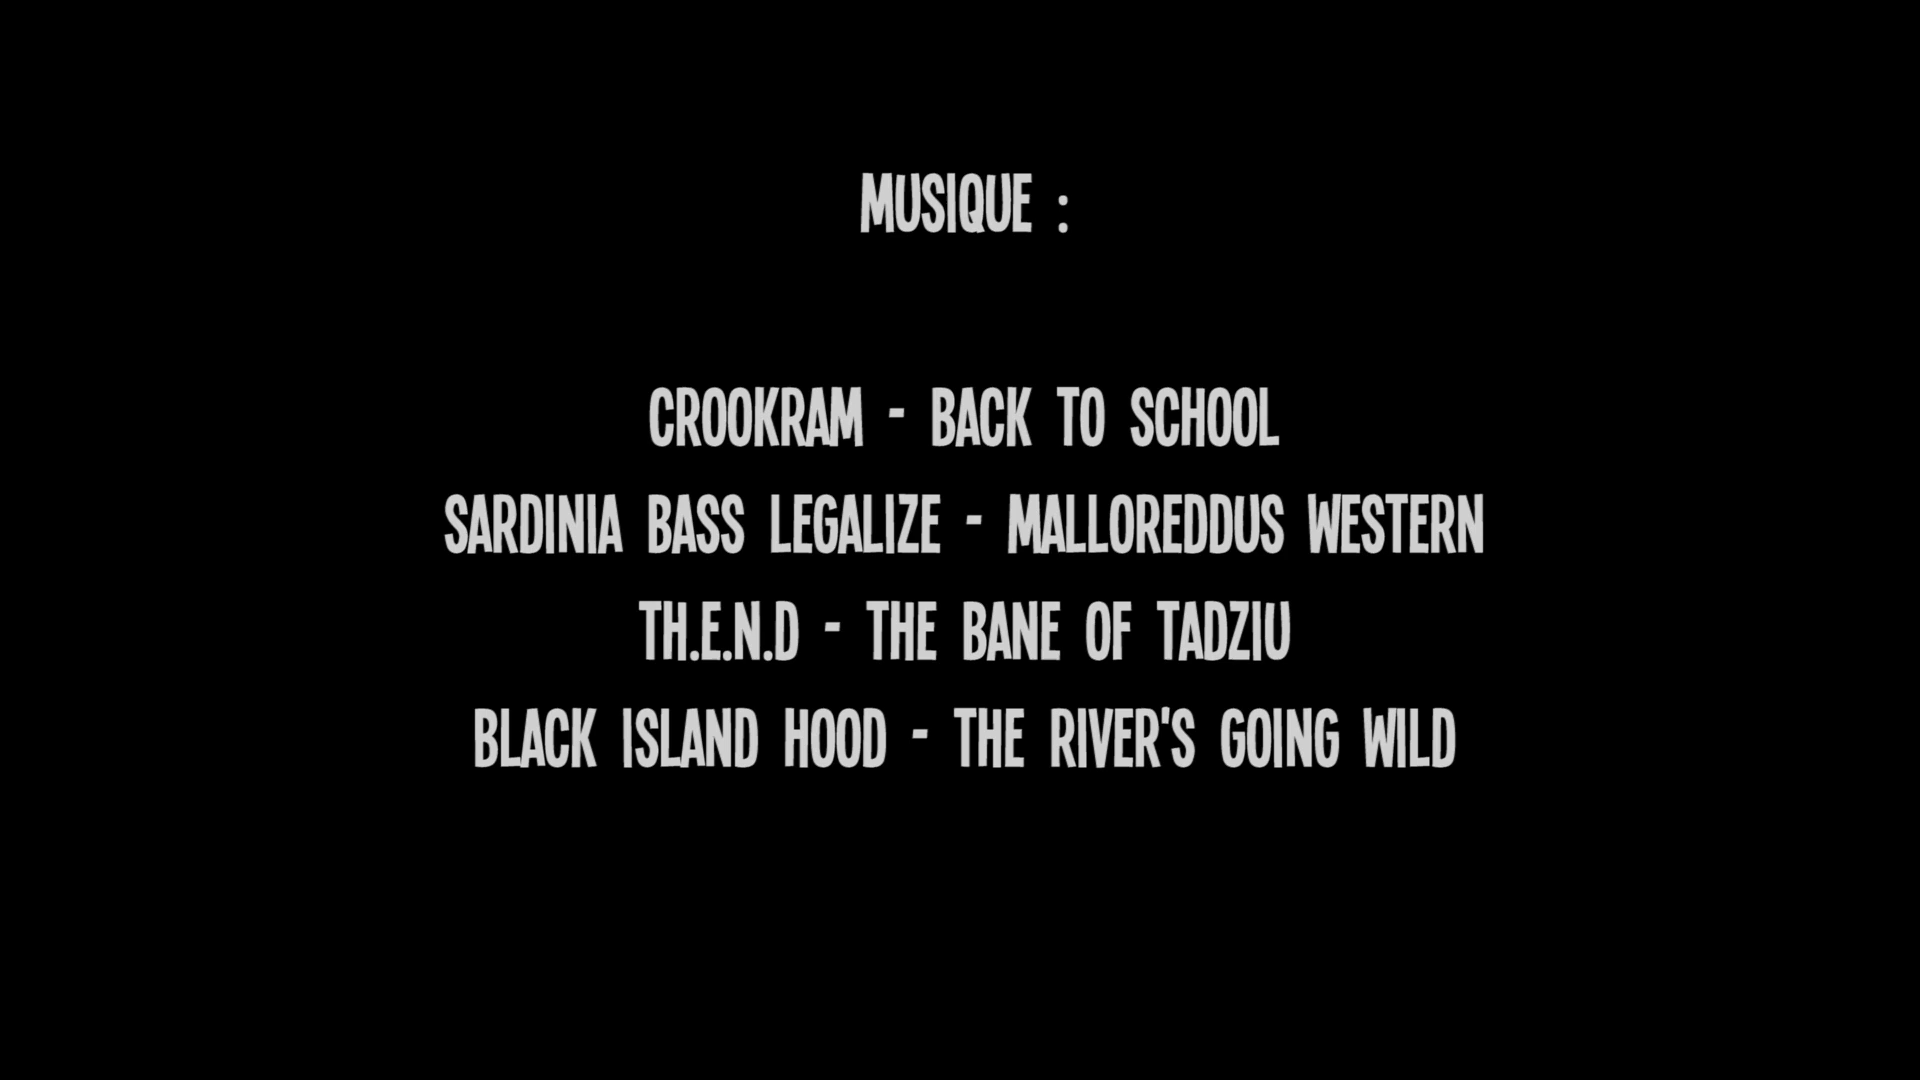 MUSIQUE :
CROOKRAM - BACK TO SCHOOL
SARDINIA BASS LEGALIZE - MALLOREDDUS WESTERN
TH.E.N.D - THE BANE OF TADZIU
BLACK ISLAND HOOD - THE RIVER'S GOING WILD